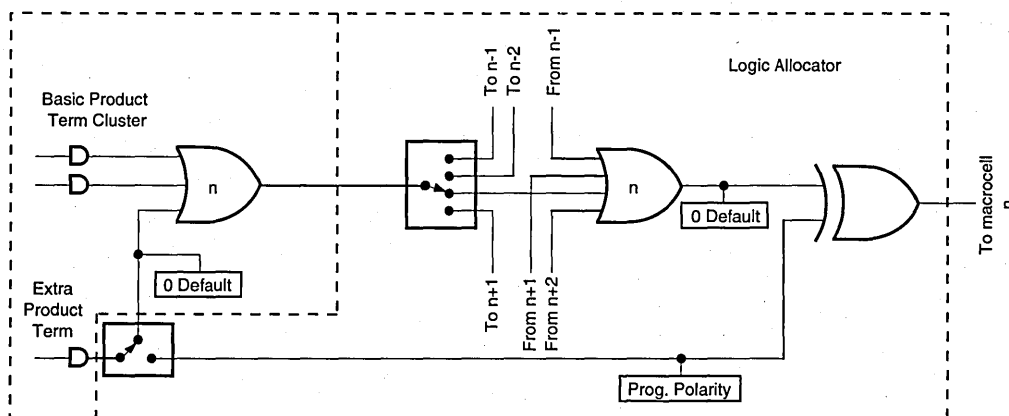 Logic Allocator
Basic Product
Term Cluster
To n-1
To n-2
From n-1
n
n
0 Default
0 Default
To macrocell
n
Extra
Product
Term
To n+1
From n+1
From n+2
Prog. Polarity